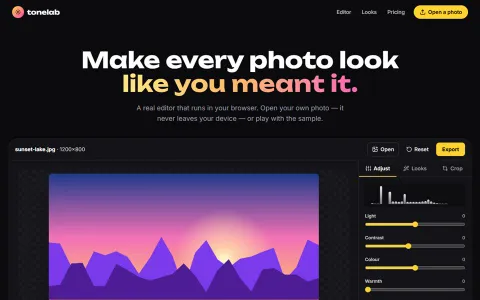 tonelab
Editor Looks Pricing Open a photo
Make every photo look
like you meant it.
A real editor that runs in your browser. Open your own photo — it
never leaves your device — or play with the sample.
sunset-lake.jpg · 1200×800
Open Reset Export
Adjust Looks Crop
Light 0
Contrast 0
Colour 0
Warmth 0